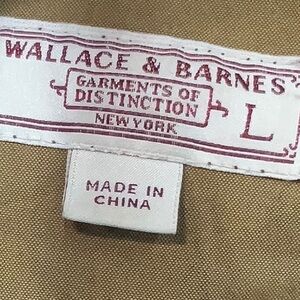 WALLACE & BARNES
GARMENTS OF
DISTINCTION
NEW YORK
L
MADE IN
CHINA